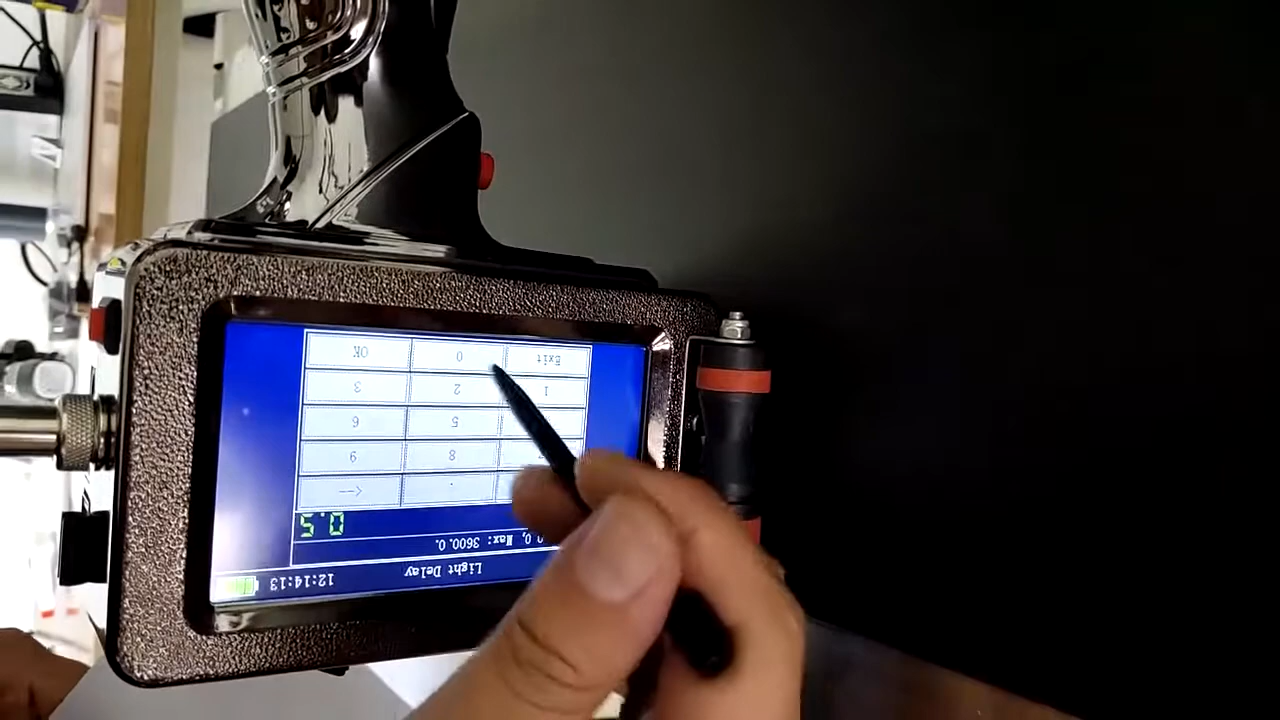 Light Delay 12:14:13
0, Max: 3600.0.
0.5
. <—
8 9
5 6
1 2 3
Exit 0 OK